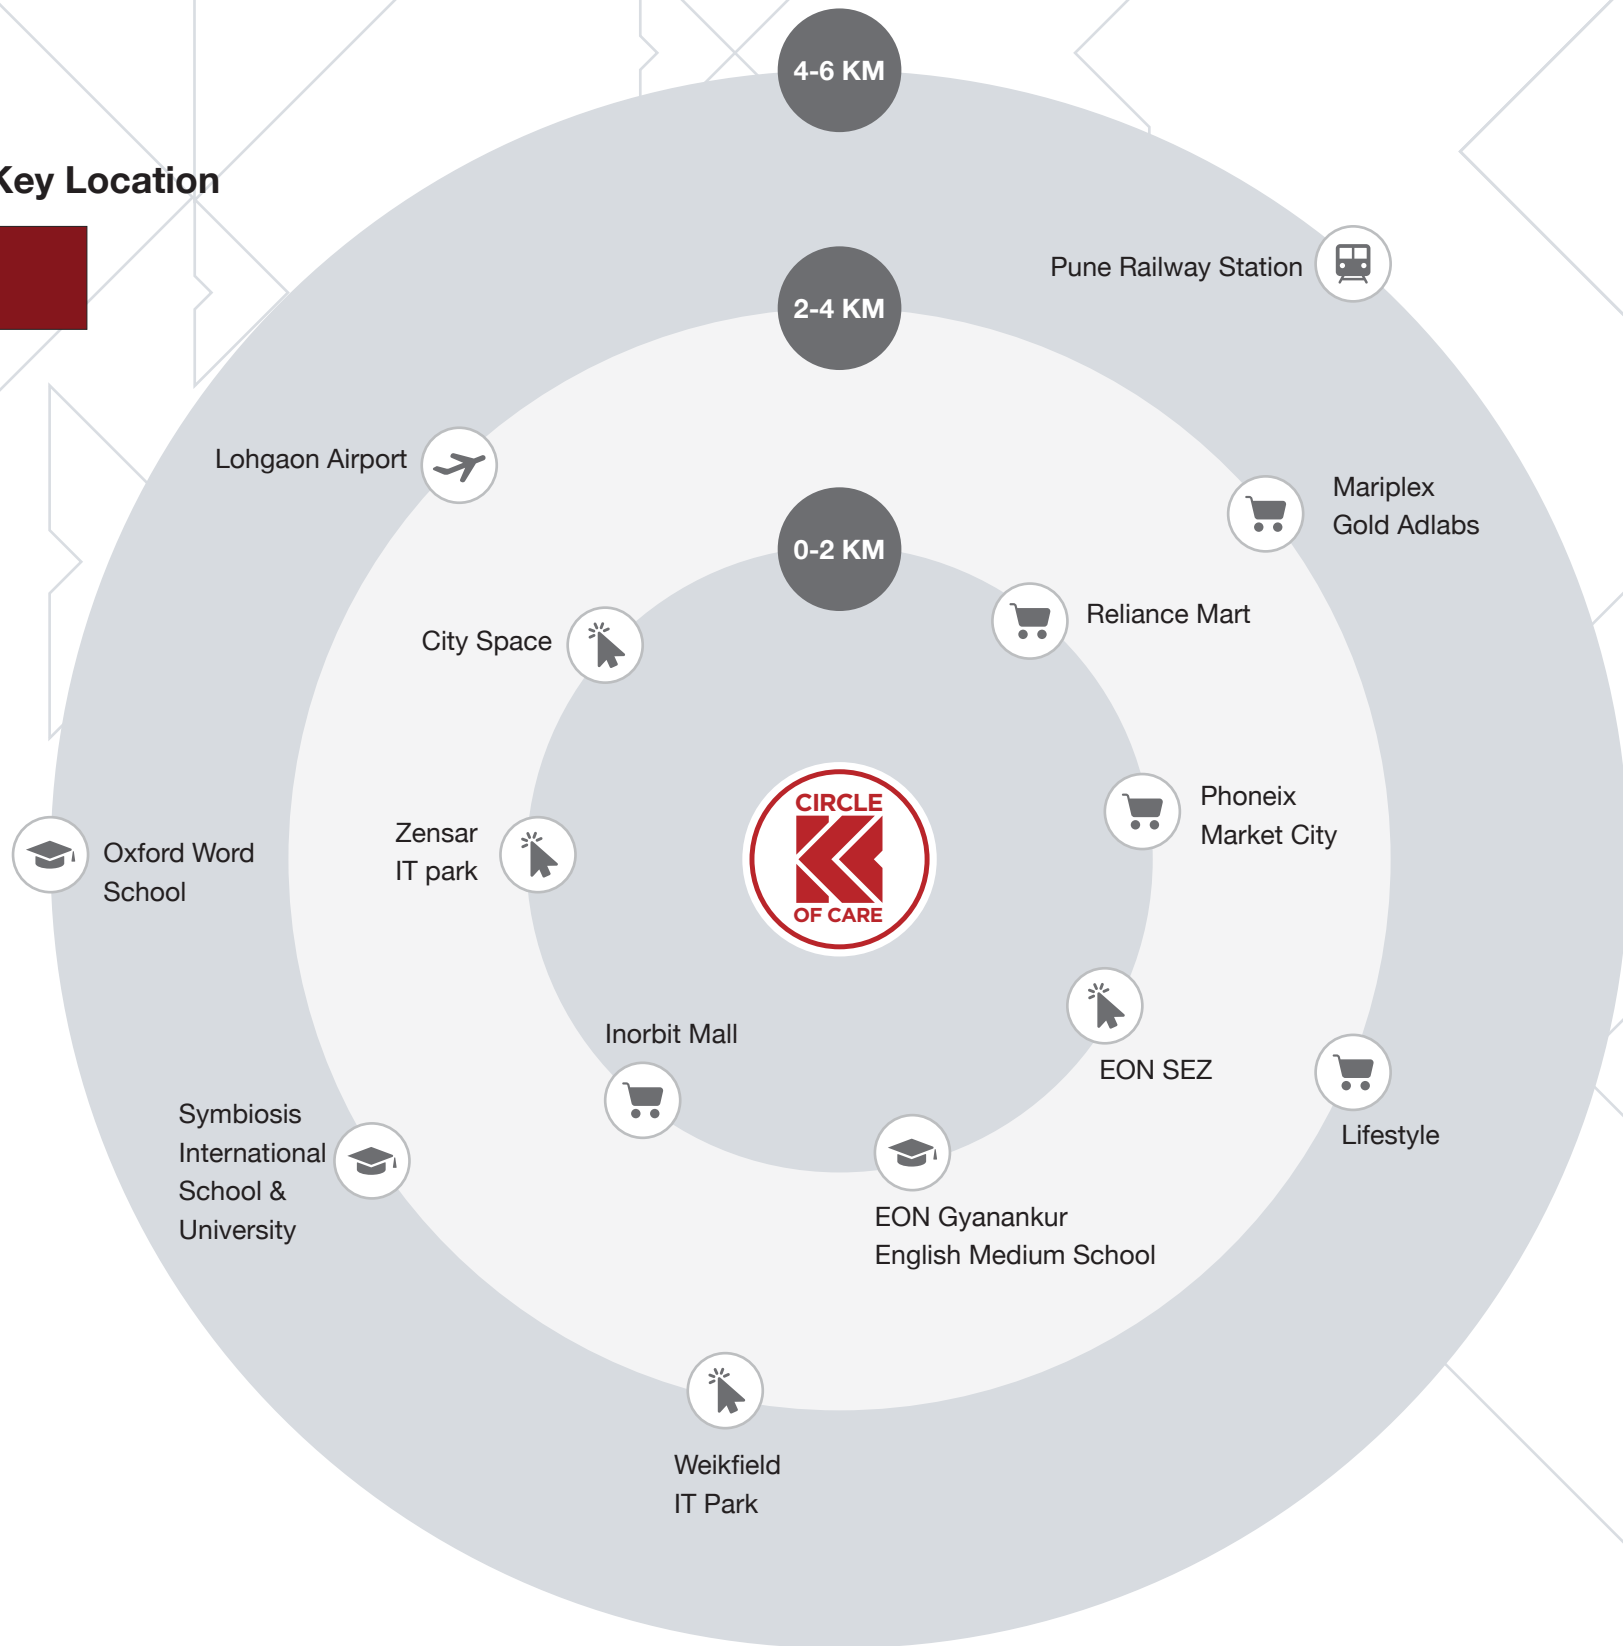 4-6 KM
Key Location
Pune Railway Station
2-4 KM
Lohgaon Airport
Mariplex
Gold Adlabs
0-2 KM
Reliance Mart
City Space
Phoneix
Market City
CIRCLE
OF CARE
Zensar
IT park
Oxford Word
School
Inorbit Mall
EON SEZ
Symbiosis
International
School &
University
Lifestyle
EON Gyanankur
English Medium School
Weikfield
IT Park